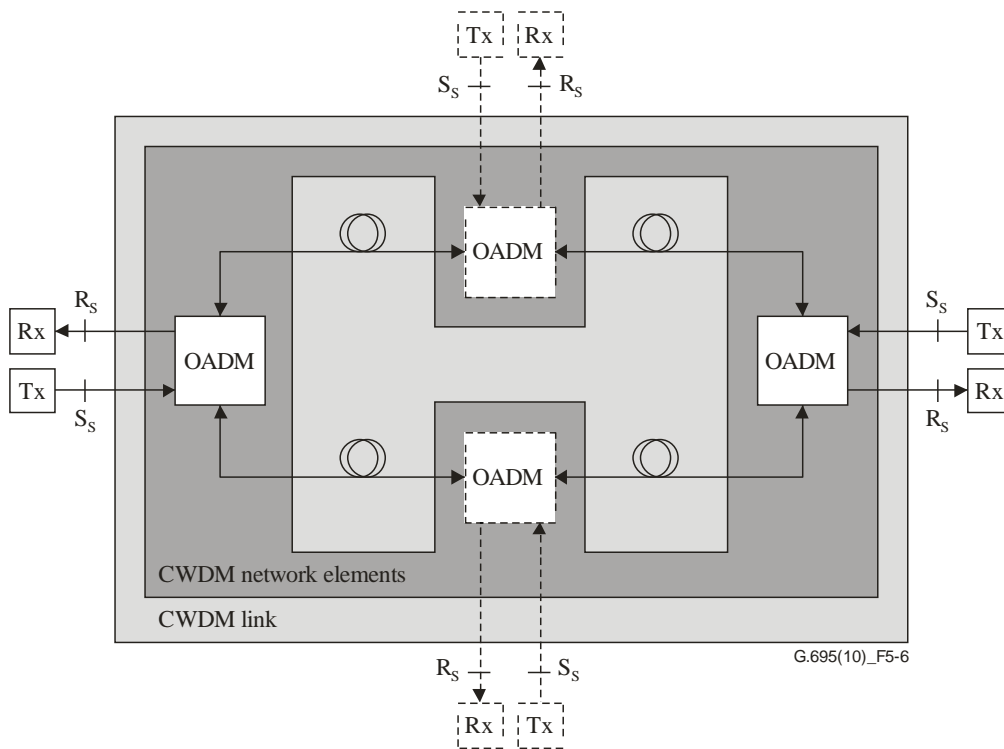 Tx Rx
S_S R_S
OADM
R_S
Rx
Tx
S_S
OADM
OADM
S_S
Tx
Rx
R_S
OADM
CWDM network elements
CWDM link
G.695(10)_F5-6
R_S S_S
Rx Tx